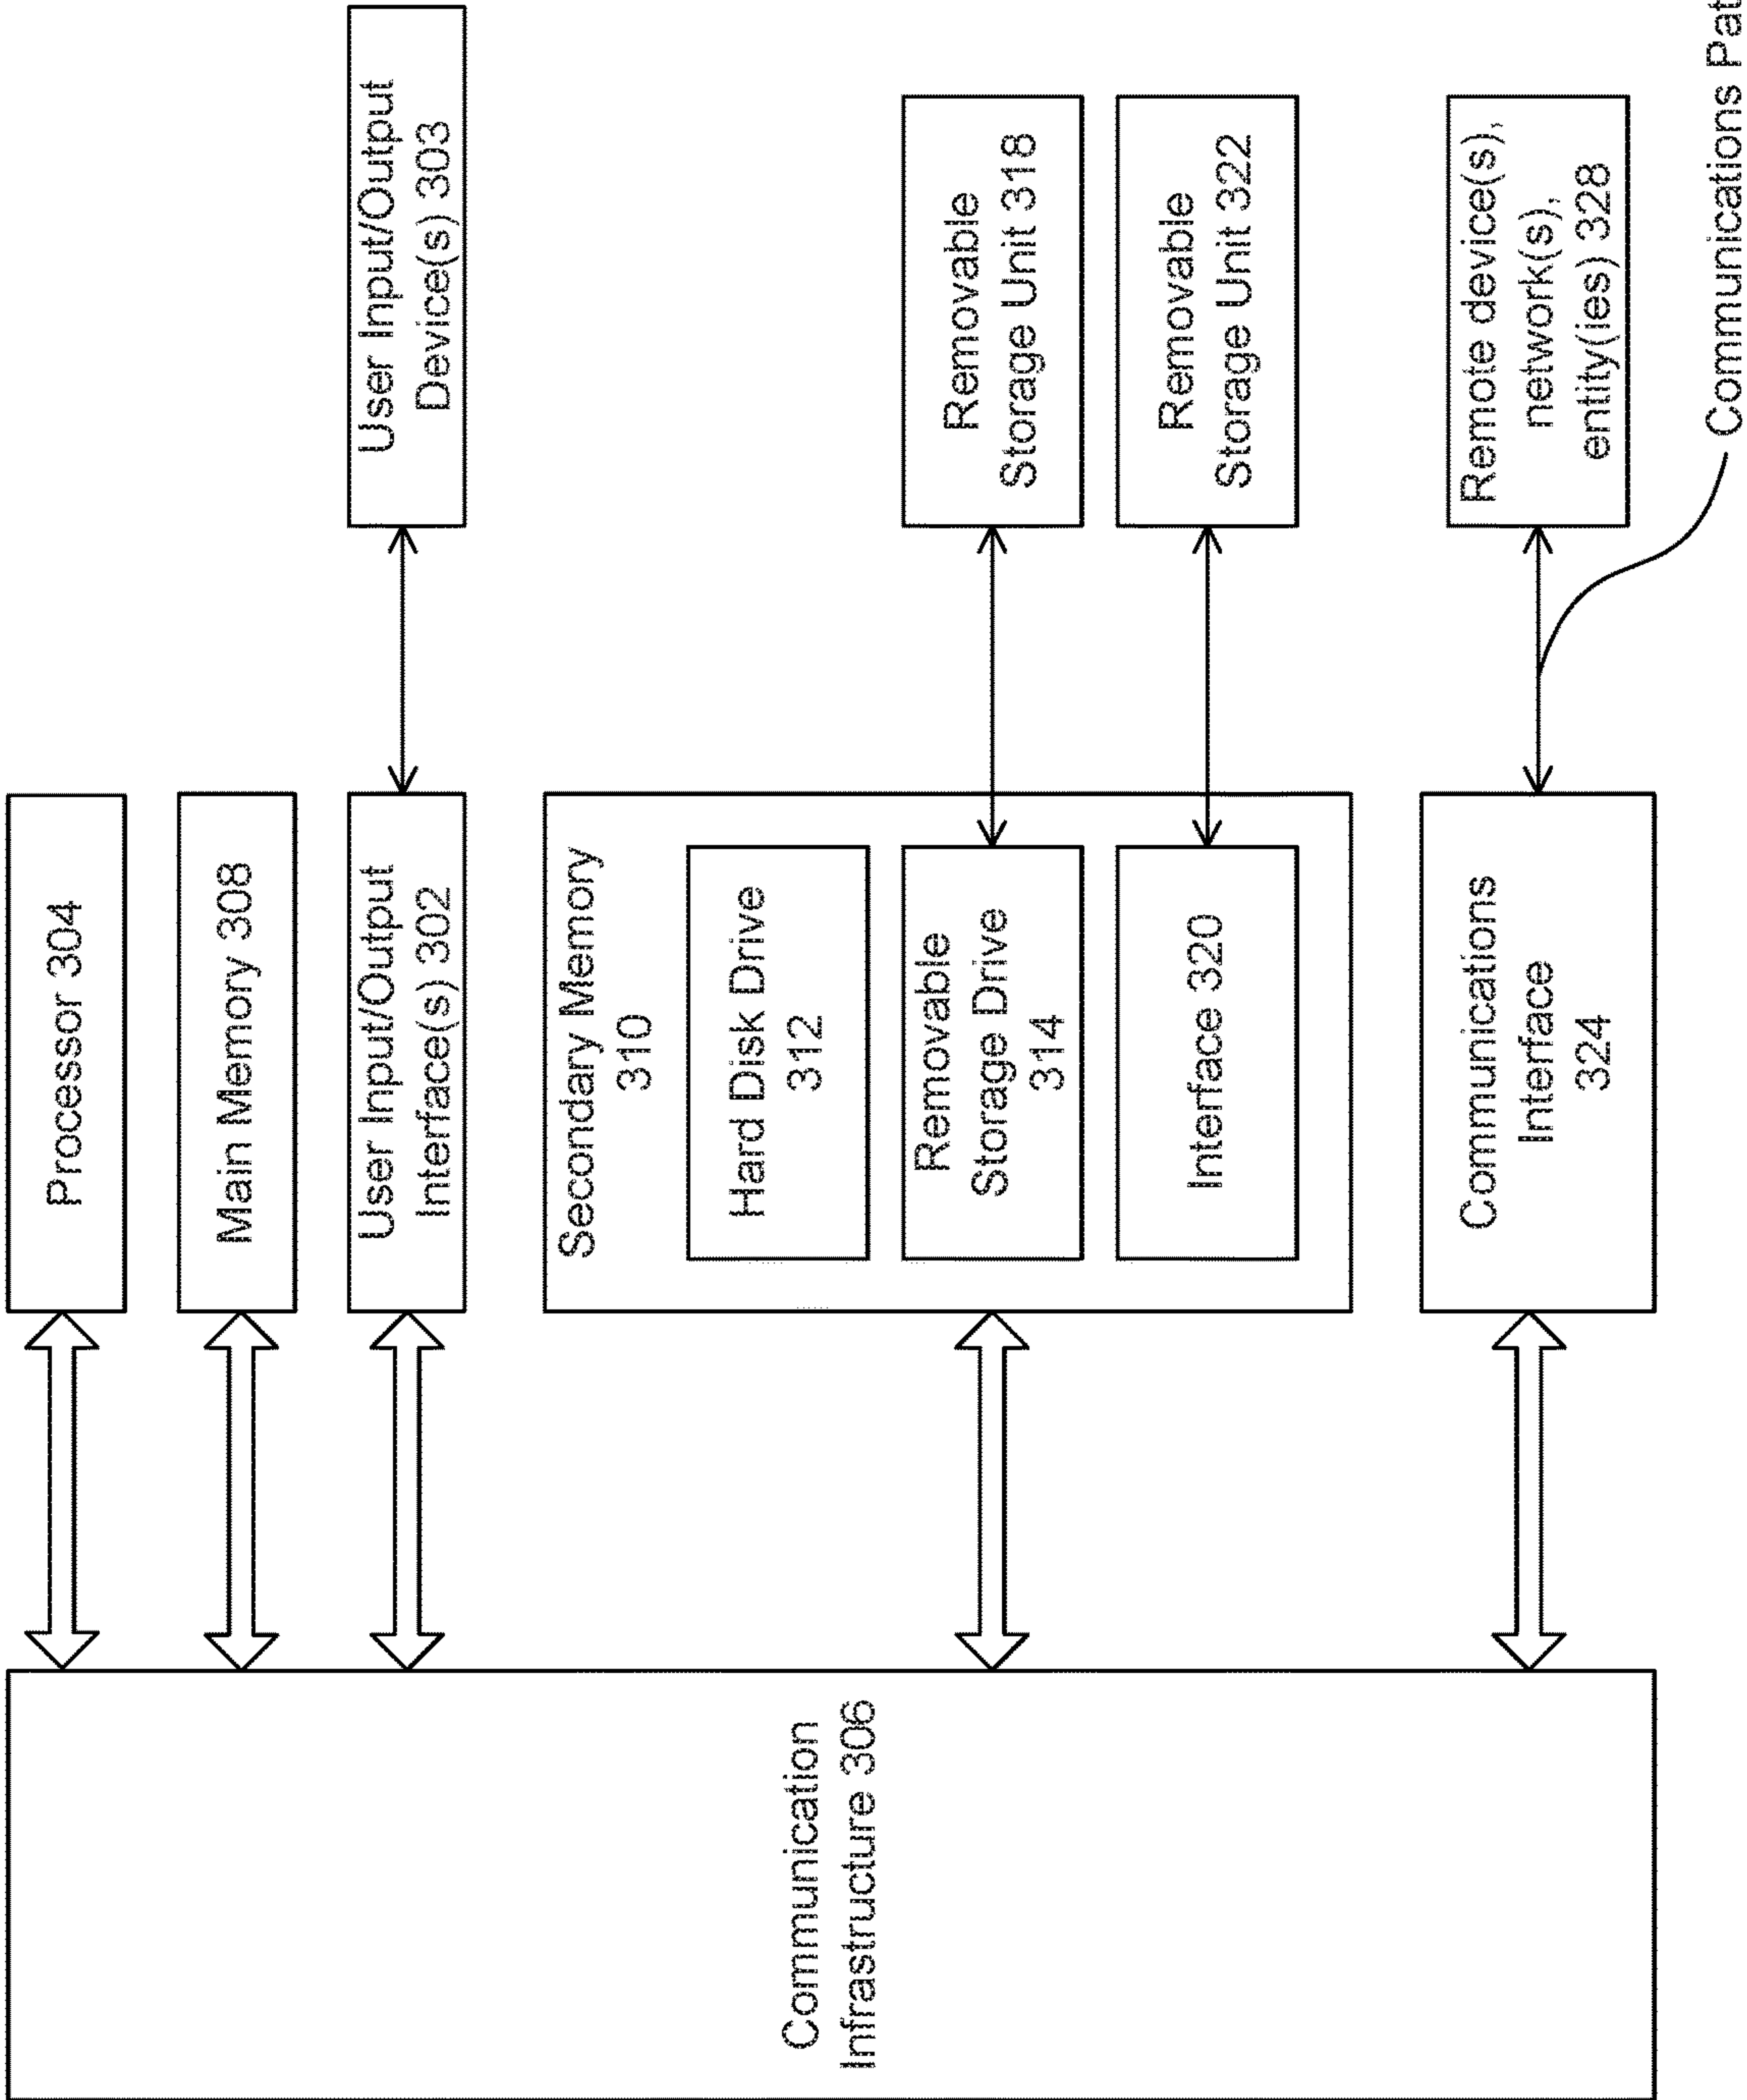 Processor 304
Main Memory 308
User Input/Output
Interface(s) 302
User Input/Output
Device(s) 303
Secondary Memory
310
Hard Disk Drive
312
Removable
Storage Drive
314
Interface 320
Removable
Storage Unit 318
Removable
Storage Unit 322
Communications
Interface
324
Remote device(s),
network(s),
entity(ies) 328
Communications
Communication
Infrastructure 306